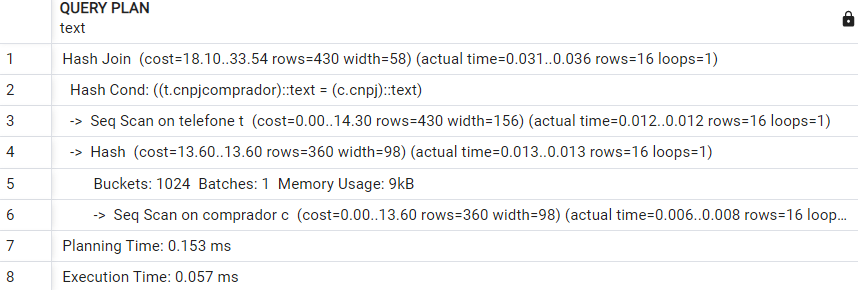 QUERY PLAN
text
1 Hash Join (cost=18.10..33.54 rows=430 width=58) (actual time=0.031..0.036 rows=16 loops=1)
2 Hash Cond: ((t.cnpjcomprador)::text = (c.cnpj)::text)
3 -> Seq Scan on telefone t (cost=0.00..14.30 rows=430 width=156) (actual time=0.012..0.012 rows=16 loops=1)
4 -> Hash (cost=13.60..13.60 rows=360 width=98) (actual time=0.013..0.013 rows=16 loops=1)
5 Buckets: 1024 Batches: 1 Memory Usage: 9kB
6 -> Seq Scan on comprador c (cost=0.00..13.60 rows=360 width=98) (actual time=0.006..0.008 rows=16 loop...
7 Planning Time: 0.153 ms
8 Execution Time: 0.057 ms